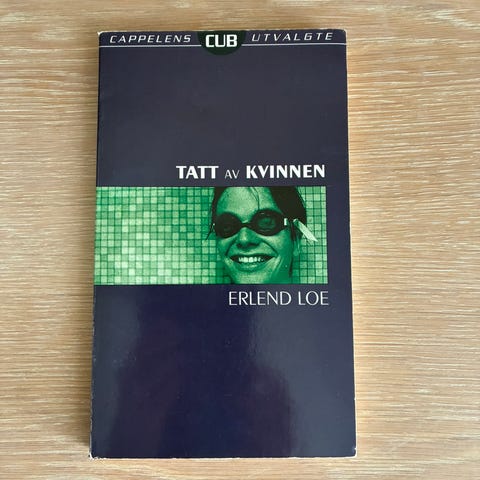 CAPPELENS CUB UTVALGTE
TATT AV KVINNEN
ERLEND LOE